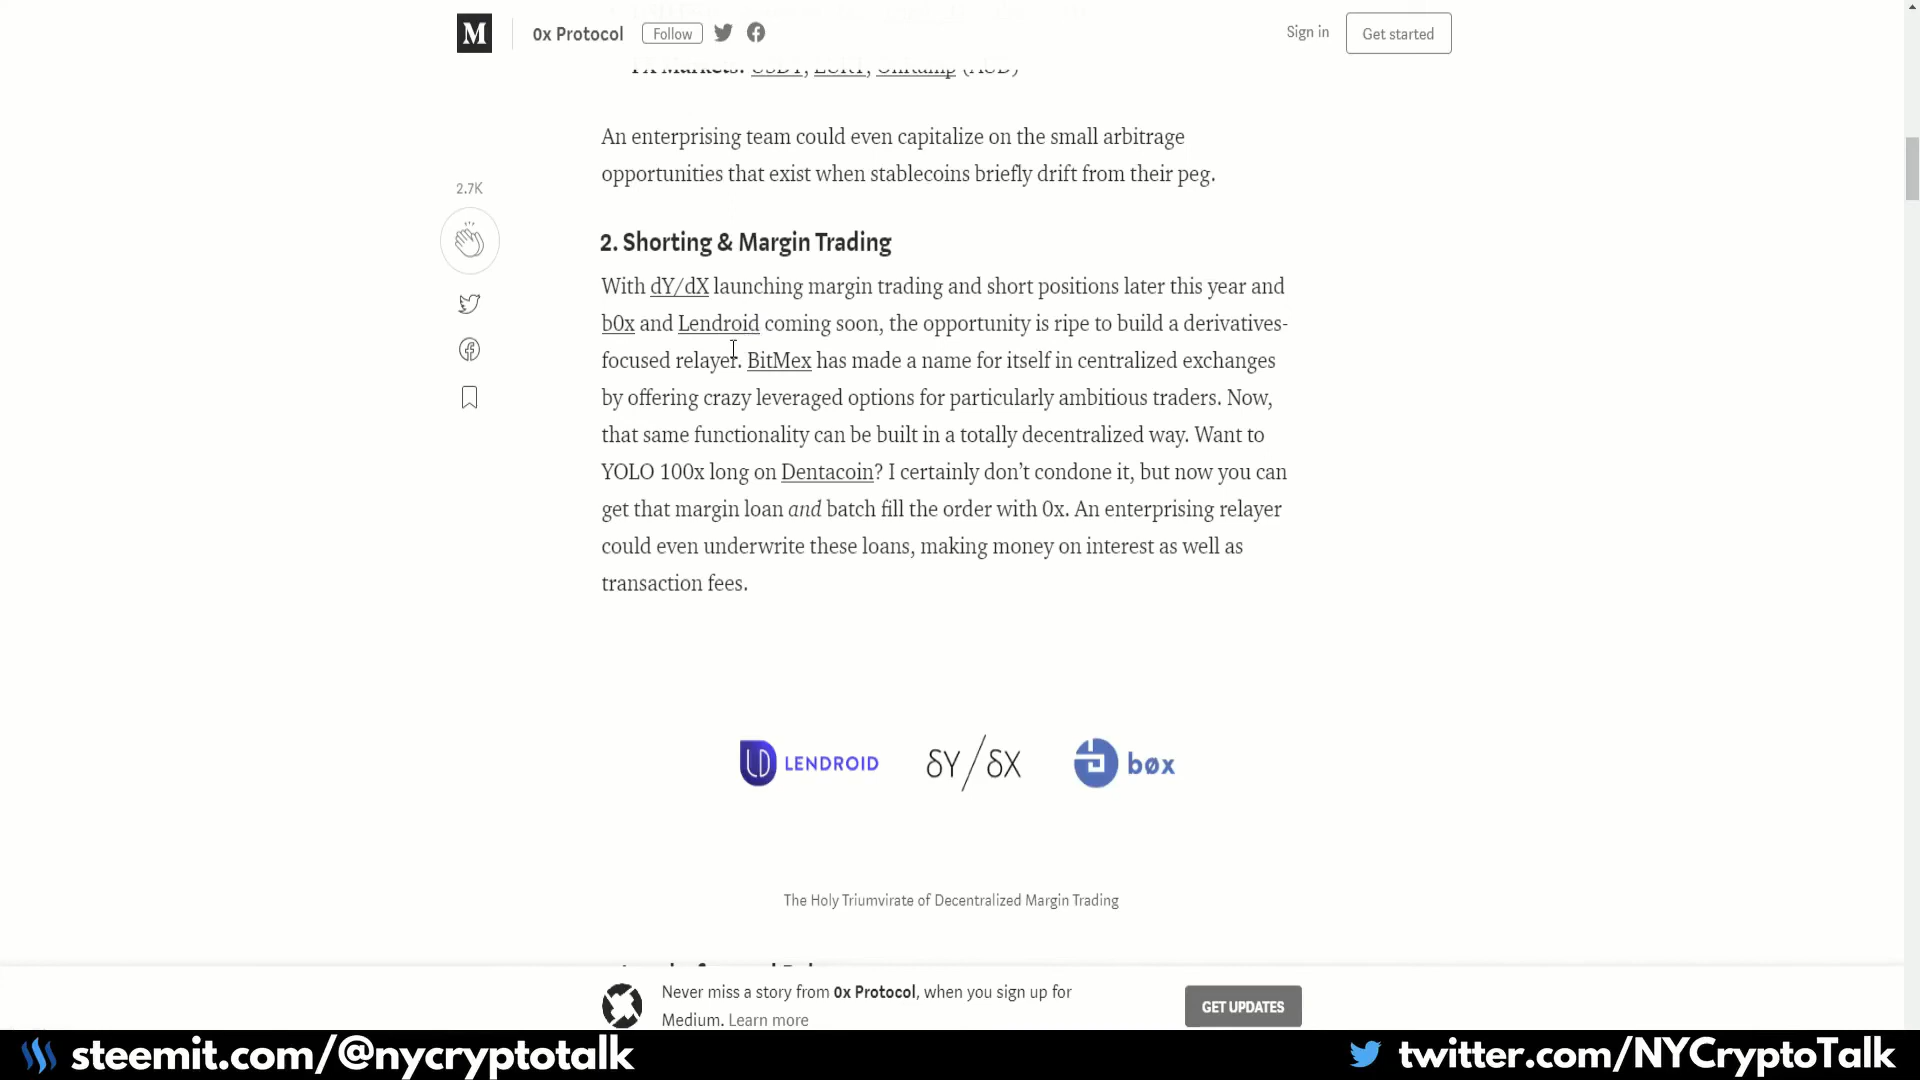 M 0x Protocol Follow Sign in Get started
FX Markets: USDT, EURT, OnRamp (AUD)
An enterprising team could even capitalize on the small arbitrage
opportunities that exist when stablecoins briefly drift from their peg.
2.7K
2. Shorting & Margin Trading
With dY/dX launching margin trading and short positions later this year and
b0x and Lendroid coming soon, the opportunity is ripe to build a derivatives-
focused relayer. BitMex has made a name for itself in centralized exchanges
by offering crazy leveraged options for particularly ambitious traders. Now,
that same functionality can be built in a totally decentralized way. Want to
YOLO 100x long on Dentacoin? I certainly don’t condone it, but now you can
get that margin loan and batch fill the order with 0x. An enterprising relayer
could even underwrite these loans, making money on interest as well as
transaction fees.
LD LENDROID δY/δX bøx
The Holy Triumvirate of Decentralized Margin Trading
Never miss a story from 0x Protocol, when you sign up for
Medium. Learn more
GET UPDATES
steemit.com/@nycryptotalk twitter.com/NYCryptoTalk